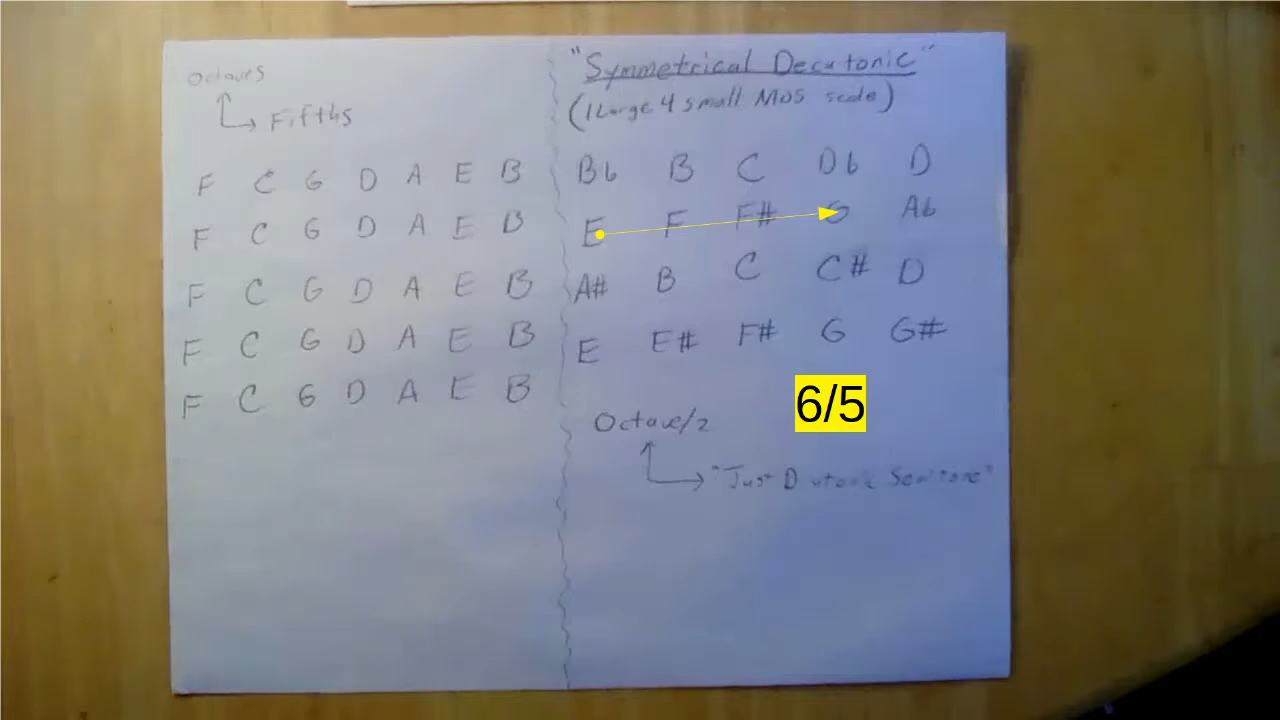 Octaves
Fifths
F C G D A E B
F C G D A E B
F C G D A E B
F C G D A E B
F C G D A E B
"Symmetrical Decatonic"
(1 Large 4 small MOS scale)
Bb B C Db D
E F F# G Ab
A# B C C# D
E E# F# G G#
6/5
Octave/2
"Just Diatonic Semitone"